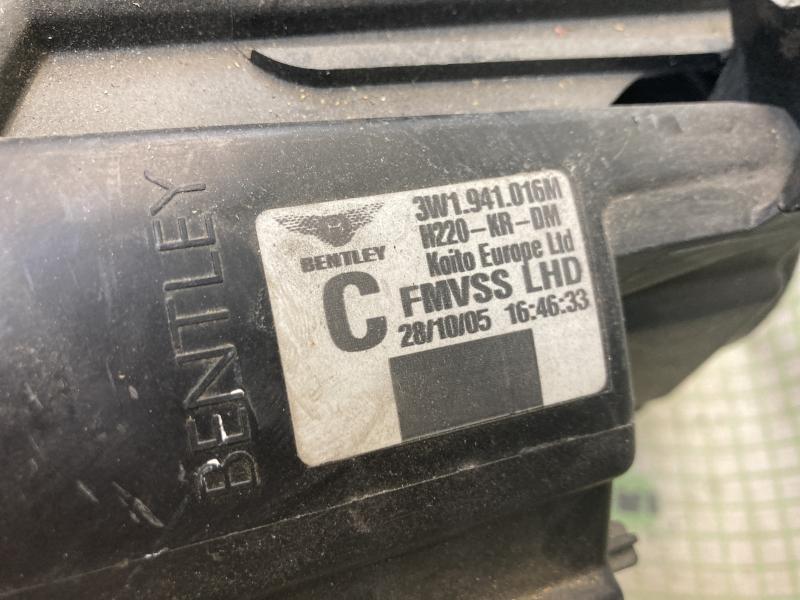 BENTLEY
BENTLEY
C
3W1.941.016M
H220-KR-DM
Koito Europe Ltd
FMVSS LHD
28/10/05 16:46:33